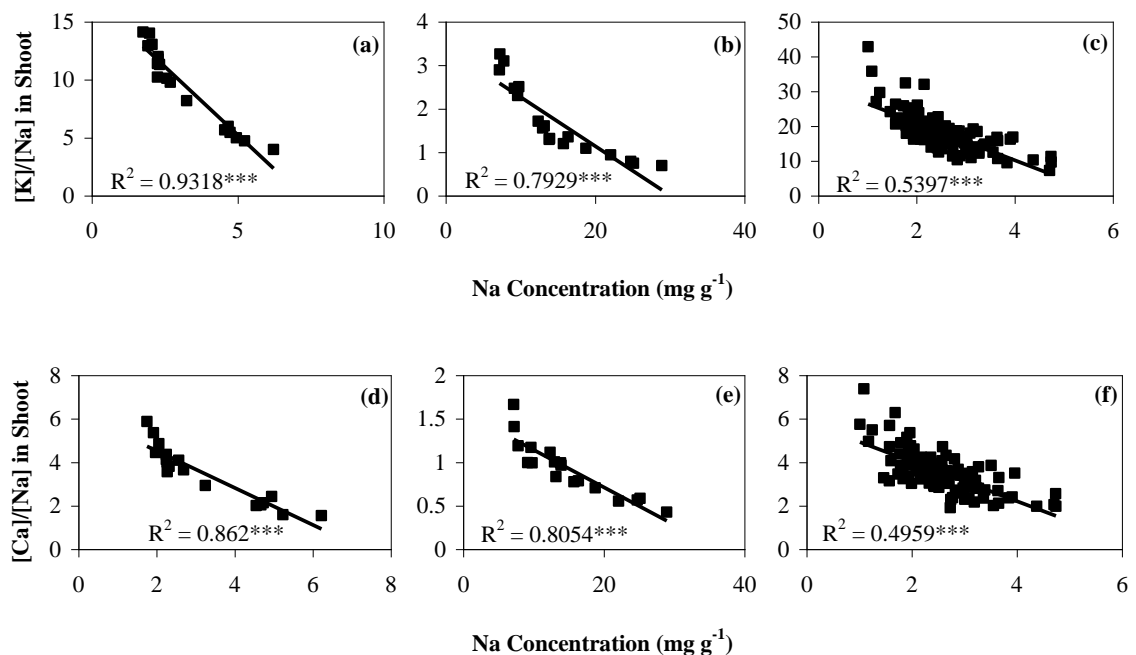 [K]/[Na] in Shoot
15
10
5
0
(a)
R² = 0.9318***
0 5 10
4
3
2
1
0
(b)
R² = 0.7929***
0 20 40
50
40
30
20
10
0
(c)
R² = 0.5397***
0 2 4 6
Na Concentration (mg g⁻¹)
[Ca]/[Na] in Shoot
8
6
4
2
0
(d)
R² = 0.862***
0 2 4 6 8
2
1.5
1
0.5
0
(e)
R² = 0.8054***
0 20 40
8
6
4
2
0
(f)
R² = 0.4959***
0 2 4 6
Na Concentration (mg g⁻¹)